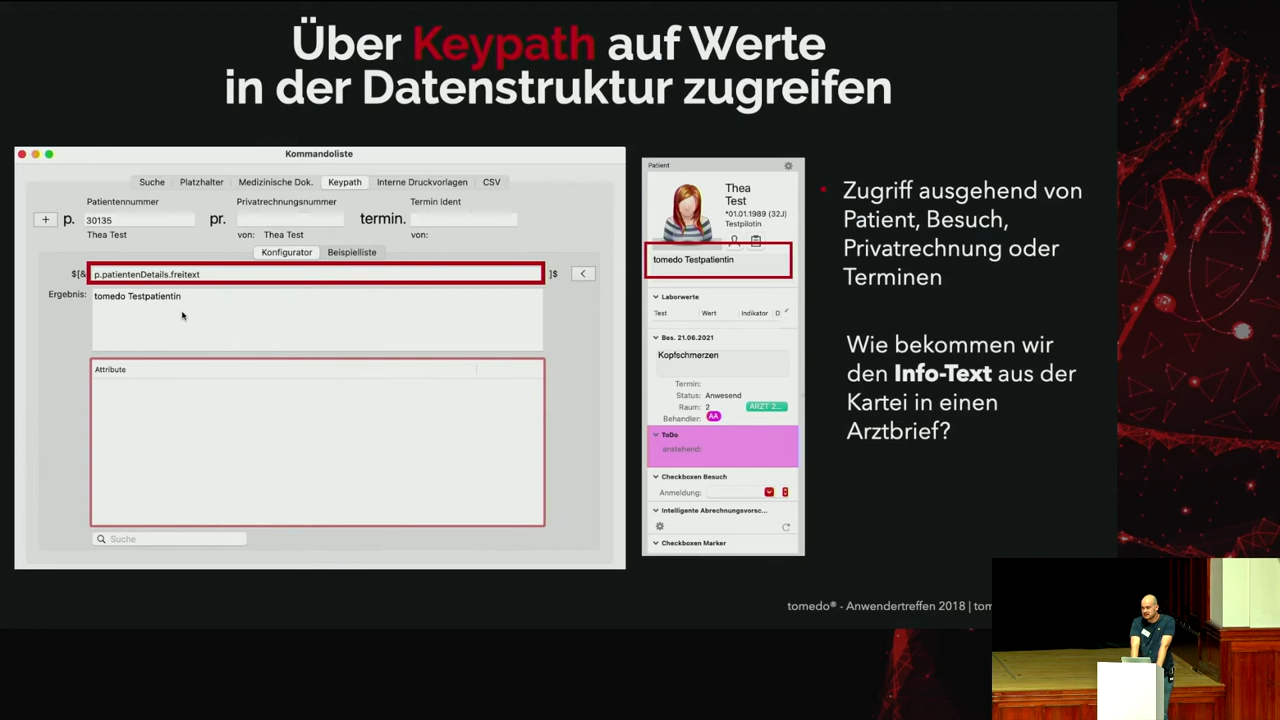 Über Keypath auf Werte
in der Datenstruktur zugreifen
Kommandoliste
Suche Platzhalter Medizinische Dok. Keypath Interne Druckvorlagen CSV
Patientennummer Privatrechnungsnummer Termin Ident
+ p. 30135 pr. termin.
Thea Test von: Thea Test von:
Konfigurator Beispielliste
$[& p.patientenDetails.freitext ]$ <
Ergebnis: tomedo Testpatientin
Attribute
Suche
Patient
Thea
Test
*01.01.1989 (32J)
Testpilotin
tomedo Testpatientin
Laborwerte
Test Wert Indikator D
Bes. 21.06.2021
Kopfschmerzen
Termin:
Status: Anwesend
Raum: 2 ARZT 2...
Behandler: AA
ToDo
anstehend:
Checkboxen Besuch
Anmeldung:
Intelligente Abrechnungsvorsc...
Checkboxen Marker
• Zugriff ausgehend von
Patient, Besuch,
Privatrechnung oder
Terminen
Wie bekommen wir
den Info-Text aus der
Kartei in einen
Arztbrief?
tomedo® - Anwendertreffen 2018 | tom